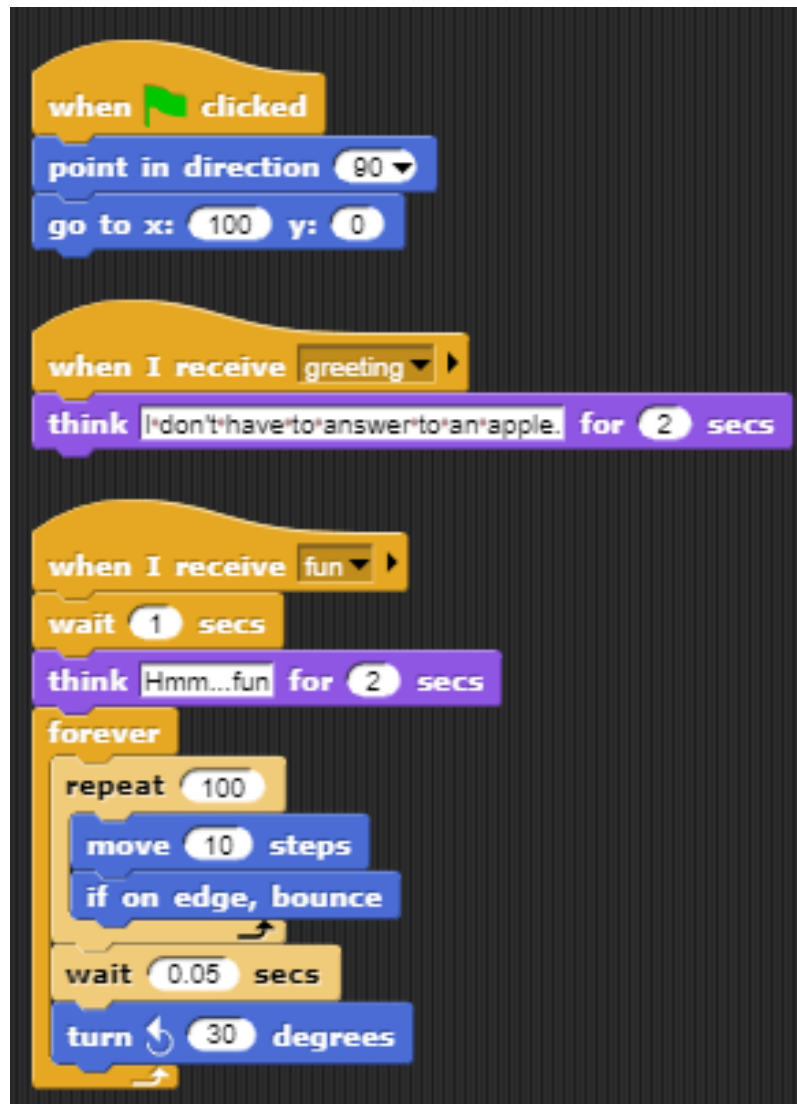 when clicked
point in direction 90
go to x: 100 y: 0
when I receive greeting
think I don't have to answer to an apple. for 2 secs
when I receive fun
wait 1 secs
think Hmm...fun for 2 secs
forever
repeat 100
move 10 steps
if on edge, bounce
wait 0.05 secs
turn 30 degrees